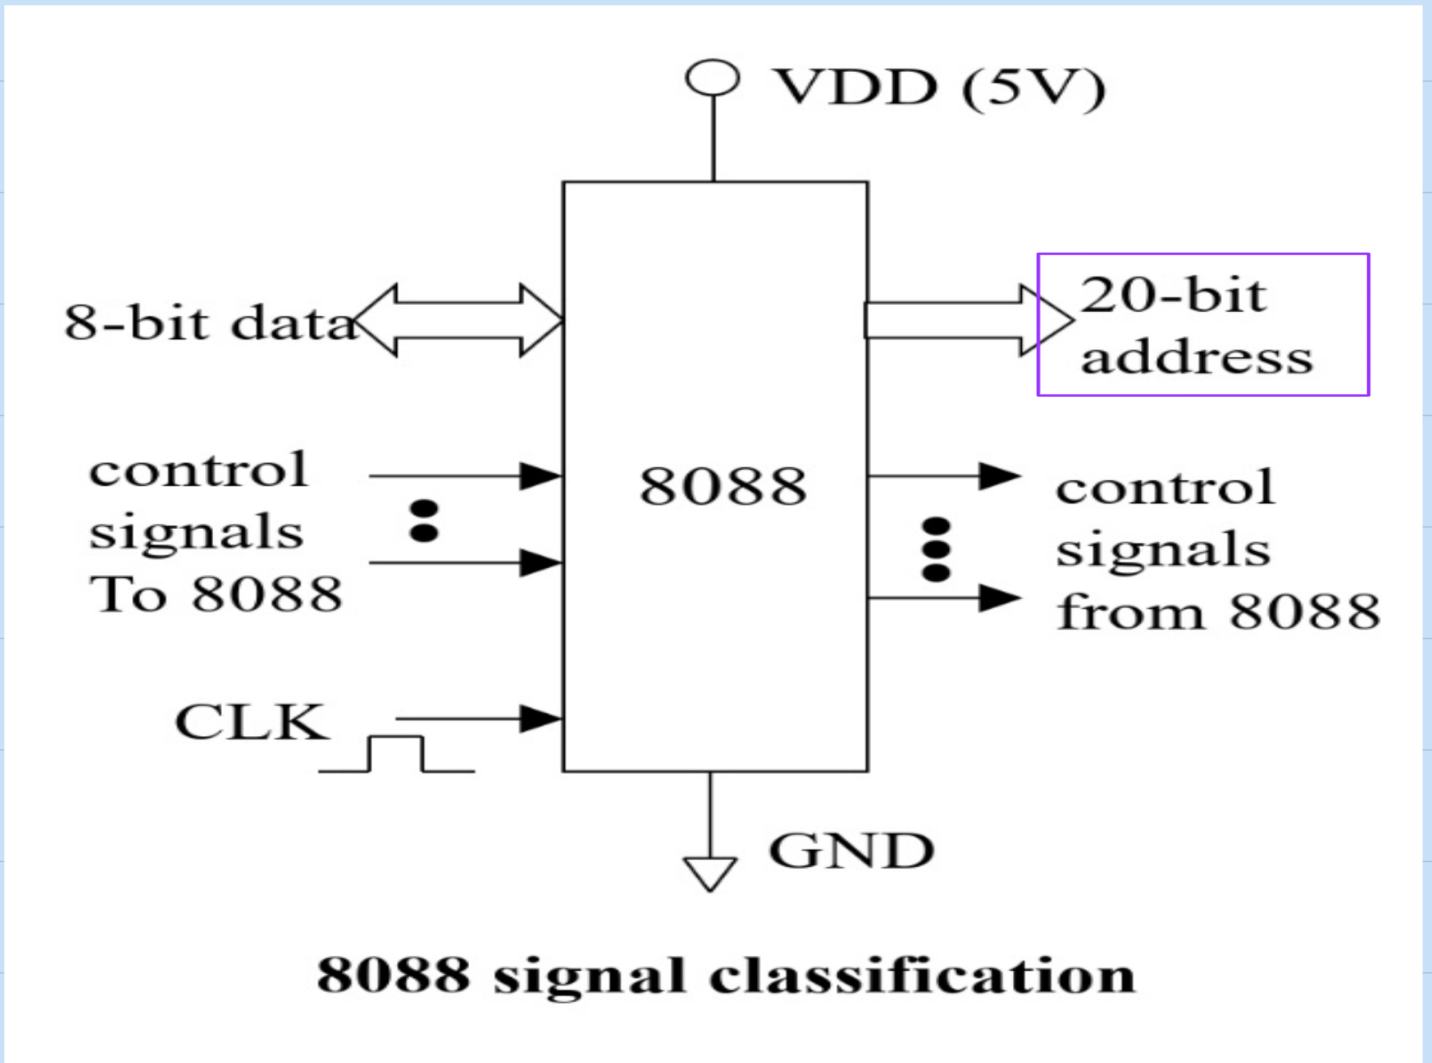 VDD (5V)
8-bit data
20-bit
address
control
signals
To 8088
8088
control
signals
from 8088
CLK
GND
8088 signal classification